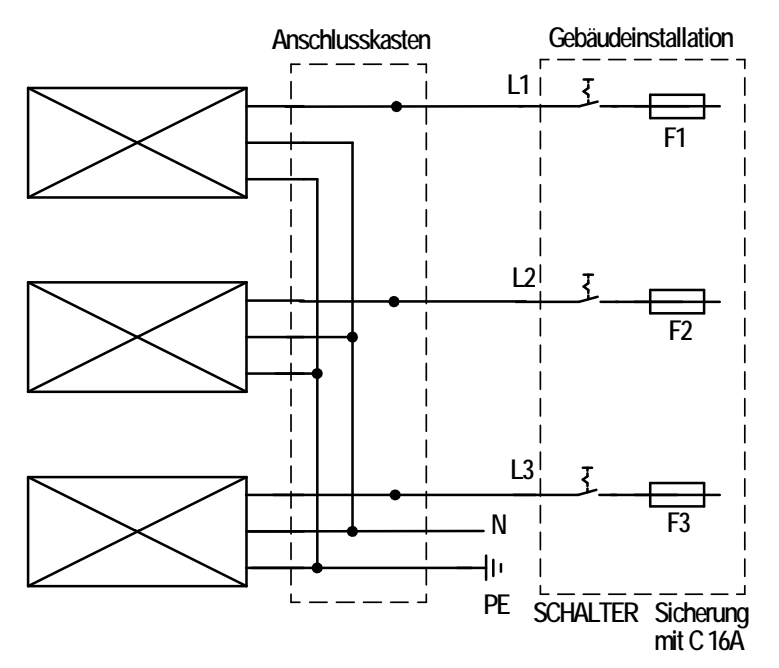 Anschlusskasten
Gebäudeinstallation
L1
F1
L2
F2
L3
F3
N
PE
SCHALTER
Sicherung
mit C 16A